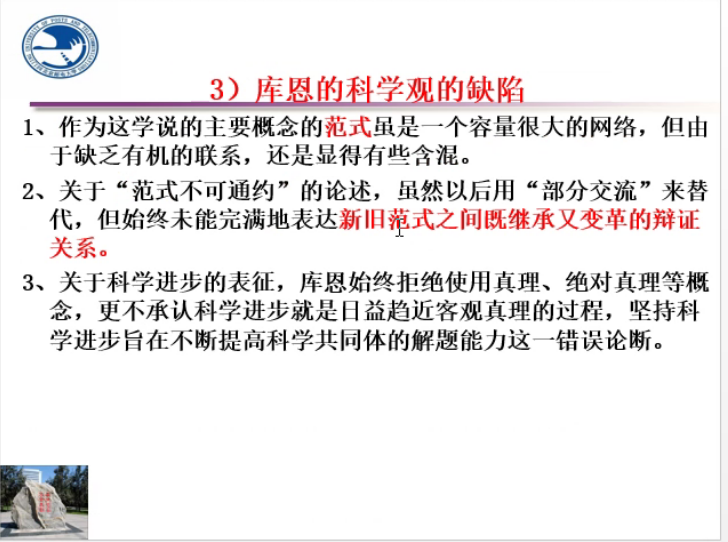 3）库恩的科学观的缺陷
1、作为这学说的主要概念的范式虽是一个容量很大的网络，但由
于缺乏有机的联系，还是显得有些含混。
2、关于“范式不可通约”的论述，虽然以后用“部分交流”来替
代，但始终未能完满地表达新旧范式之间既继承又变革的辩证
关系。
3、关于科学进步的表征，库恩始终拒绝使用真理、绝对真理等概
念，更不承认科学进步就是日益趋近客观真理的过程，坚持科
学进步旨在不断提高科学共同体的解题能力这一错误论断。